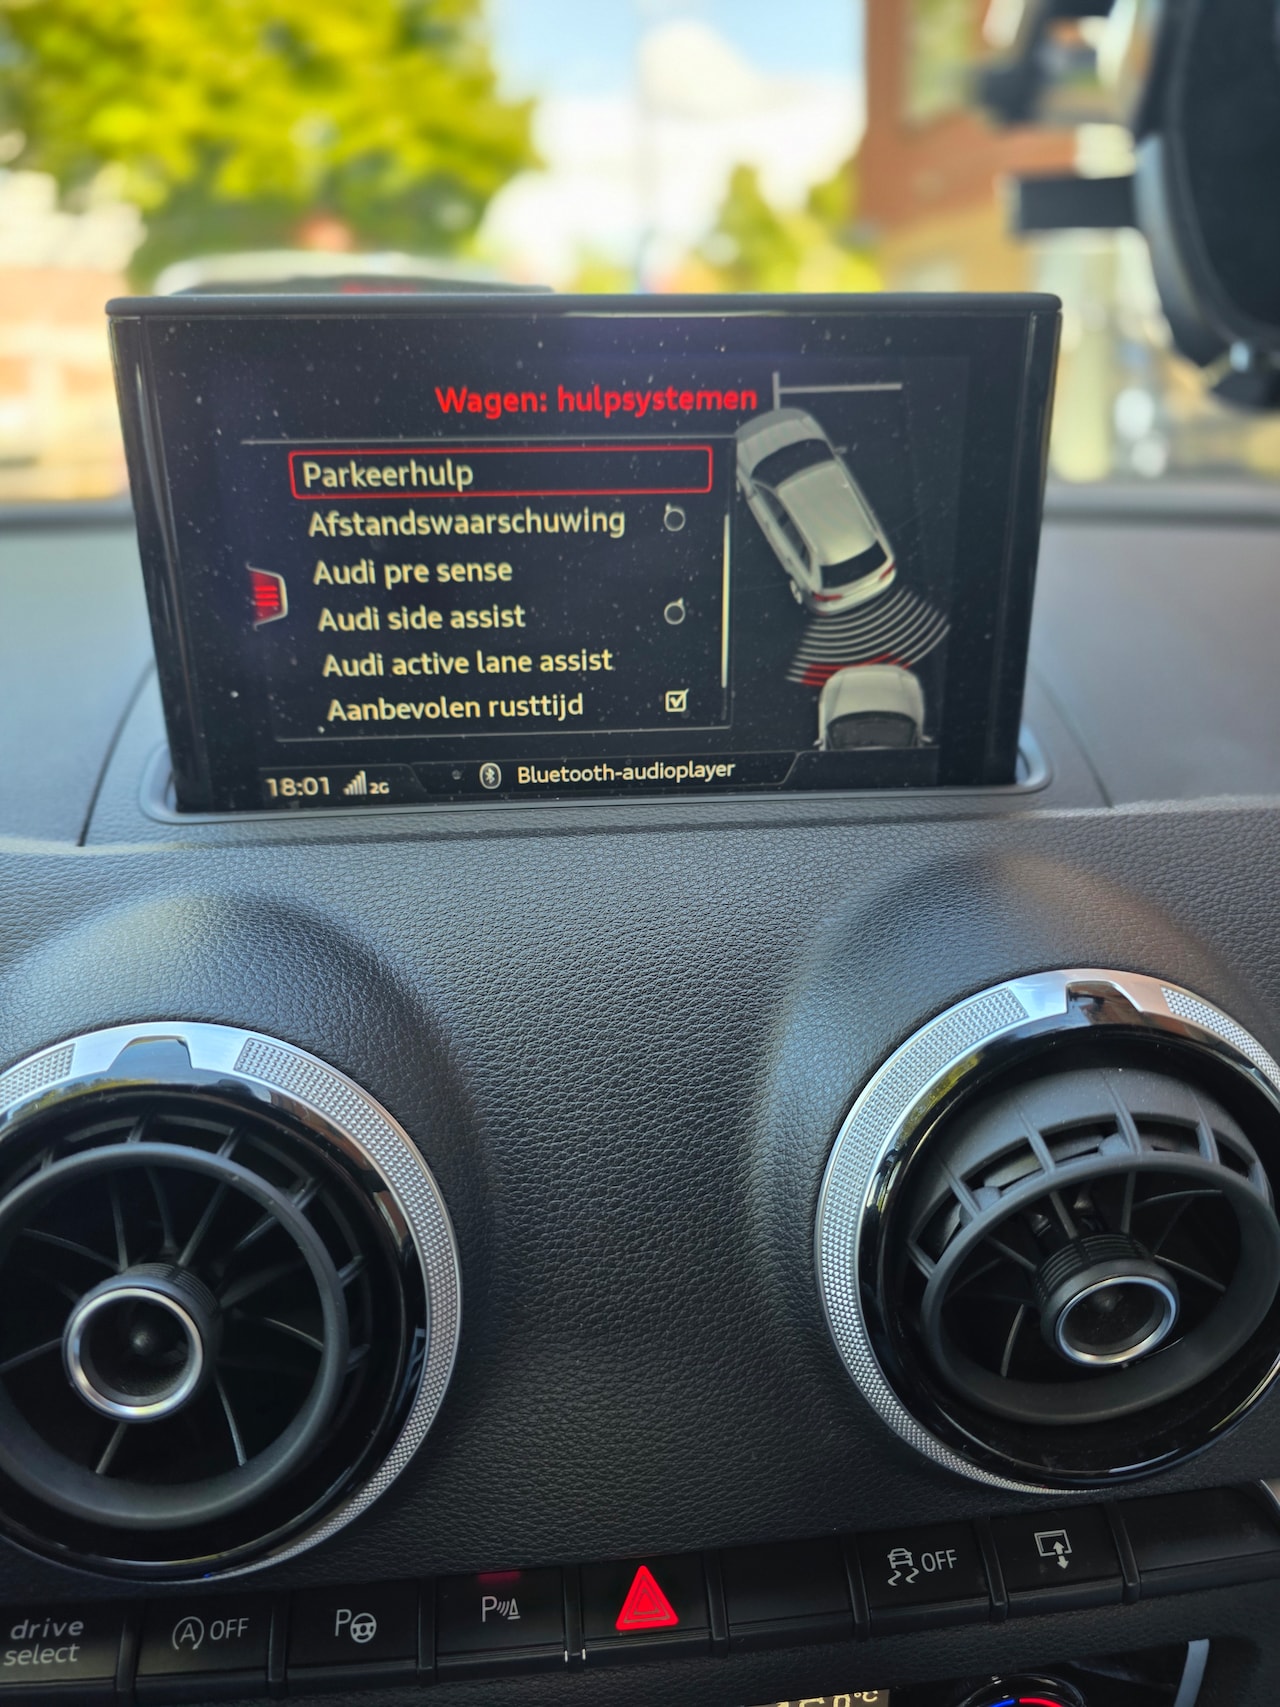 Wagen: hulpsystemen
Parkeerhulp
Afstandswaarschuwing
Audi pre sense
Audi side assist
Audi active lane assist
Aanbevolen rusttijd
18:01 2G Bluetooth-audioplayer
drive
select
A OFF
P
P
OFF
°C